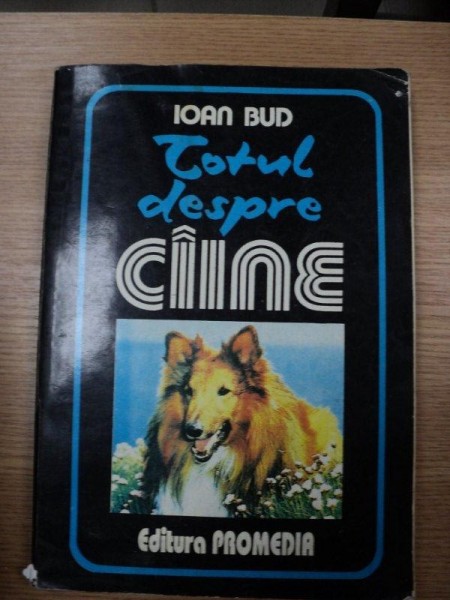 IOAN BUD
Totul
despre
CÎINE
Editura PROMEDIA